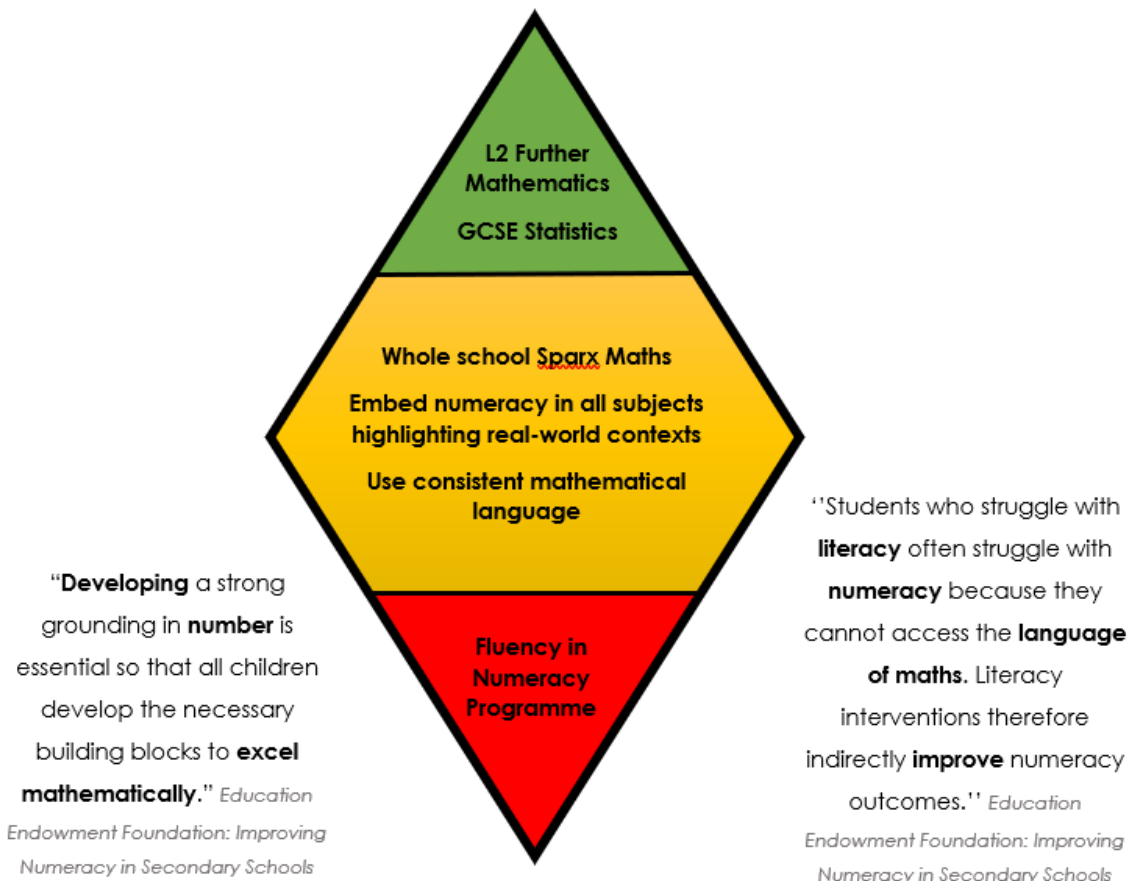 L2 Further
Mathematics
GCSE Statistics
Whole school Sparx Maths
Embed numeracy in all subjects
highlighting real-world contexts
Use consistent mathematical
language
Fluency in
Numeracy
Programme
“Developing a strong
grounding in number is
essential so that all children
develop the necessary
building blocks to excel
mathematically.” Education
Endowment Foundation: Improving
Numeracy in Secondary Schools
‘’Students who struggle with
literacy often struggle with
numeracy because they
cannot access the language
of maths. Literacy
interventions therefore
indirectly improve numeracy
outcomes.’’ Education
Endowment Foundation: Improving
Numeracy in Secondary Schools